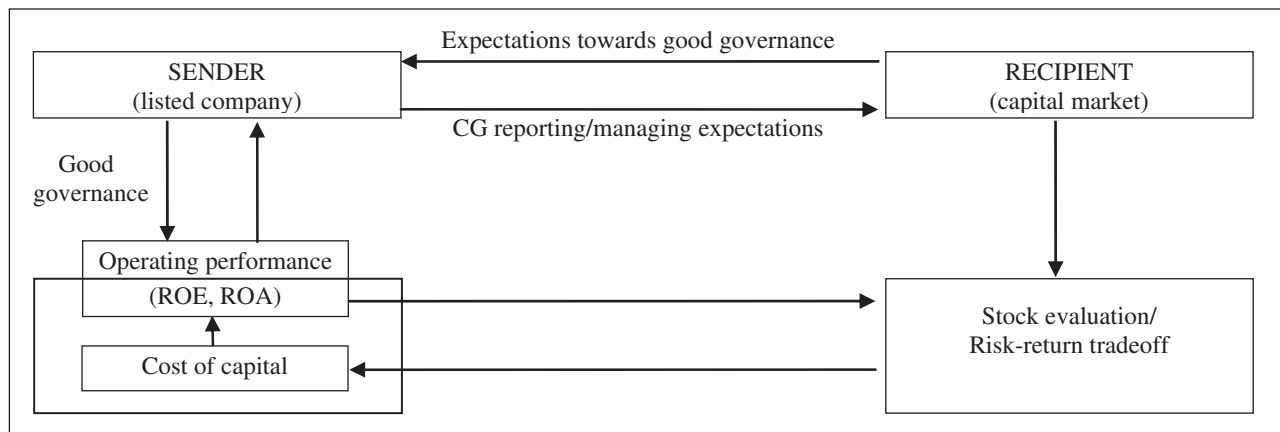 Expectations towards good governance
SENDER
(listed company)
RECIPIENT
(capital market)
CG reporting/managing expectations
Good
governance
Operating performance
(ROE, ROA)
Stock evaluation/
Risk-return tradeoff
Cost of capital